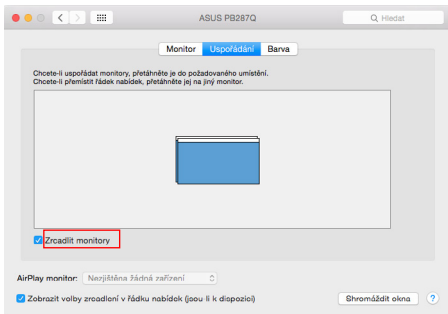 ASUS PB287Q
Hledat
Monitor Uspořádání Barva
Chcete-li uspořádat monitory, přetáhněte je do požadovaného umístění.
Chcete-li přemístit řádek nabídek, přetáhněte jej na jiný monitor.
Zrcadlit monitory
AirPlay monitor: Nezjištěna žádná zařízení
Zobrazit volby zrcadlení v řádku nabídek (jsou-li k dispozici)
Shromáždit okna ?